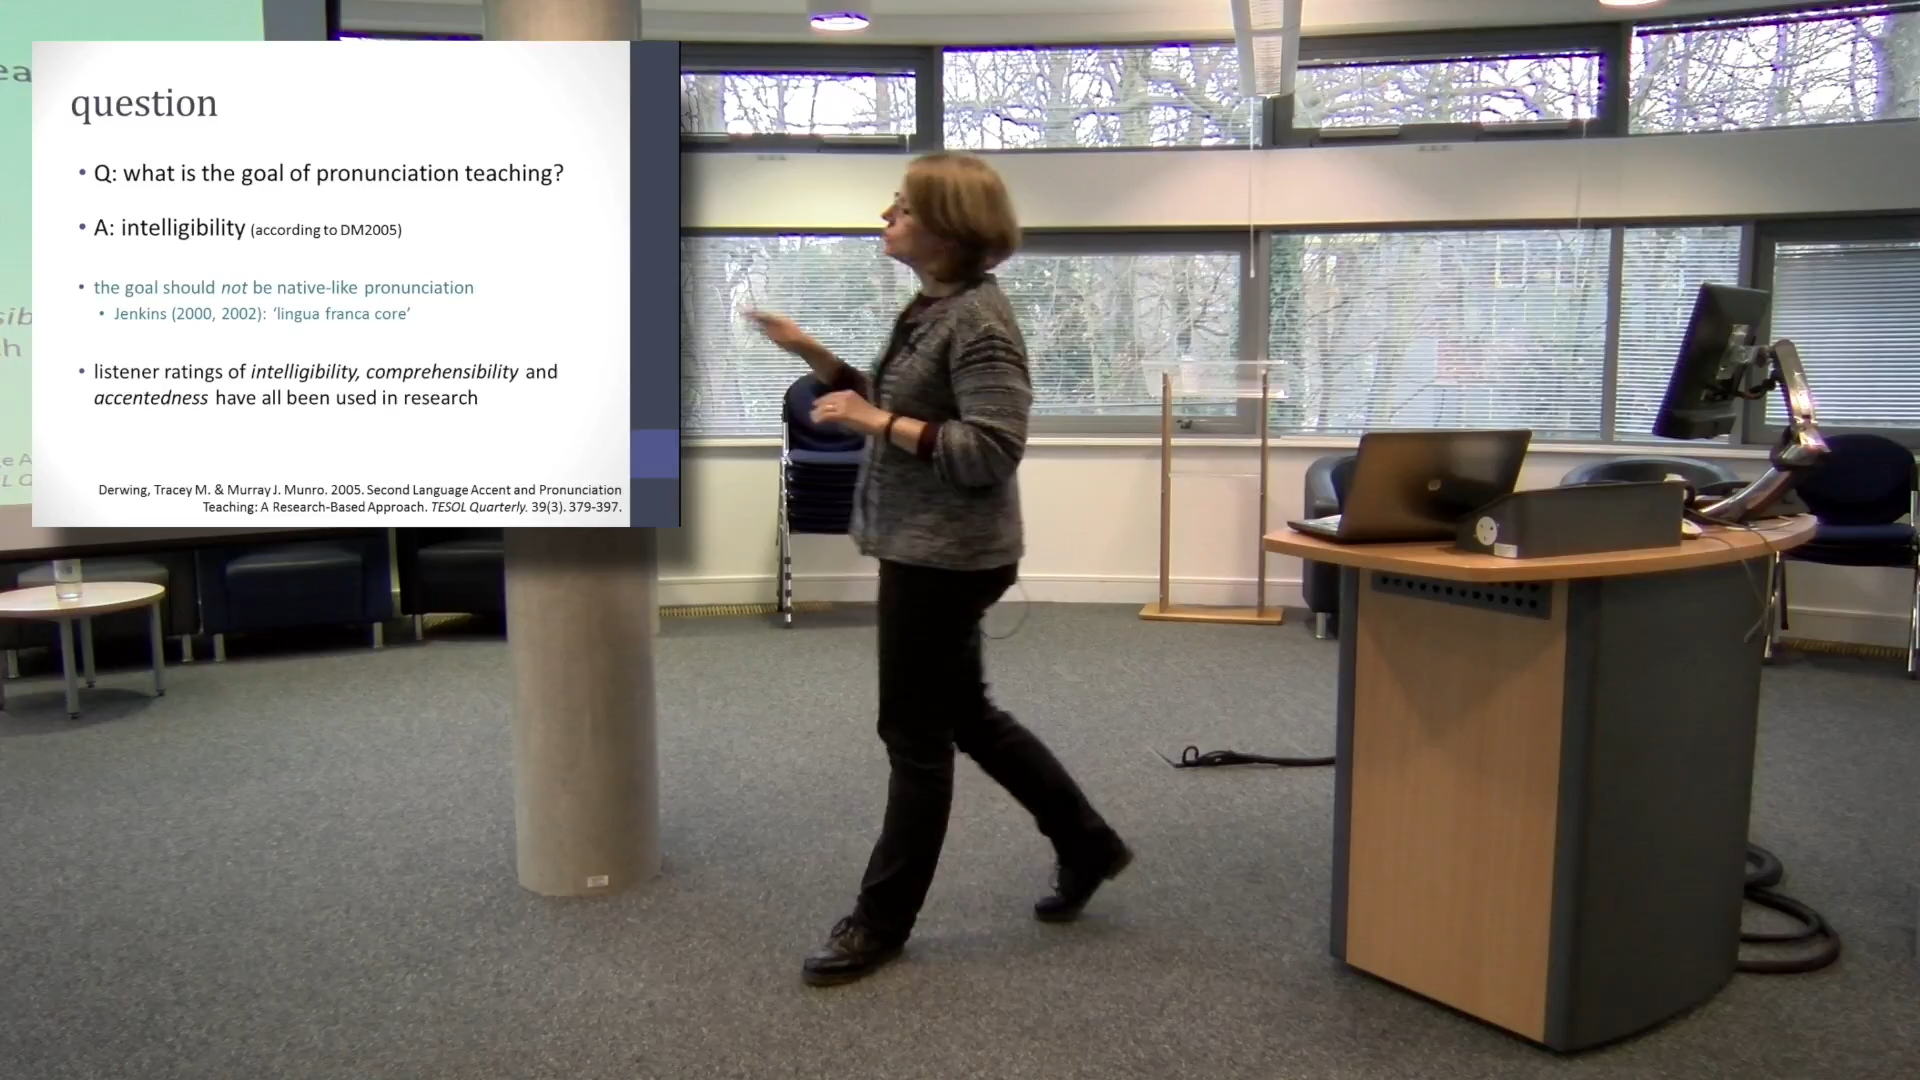 question
• Q: what is the goal of pronunciation teaching?
• A: intelligibility (according to DM2005)
• the goal should not be native-like pronunciation
• Jenkins (2000, 2002): ‘lingua franca core’
• listener ratings of intelligibility, comprehensibility and
accentedness have all been used in research
Derwing, Tracey M. & Murray J. Munro. 2005. Second Language Accent and Pronunciation
Teaching: A Research-Based Approach. TESOL Quarterly. 39(3). 379-397.